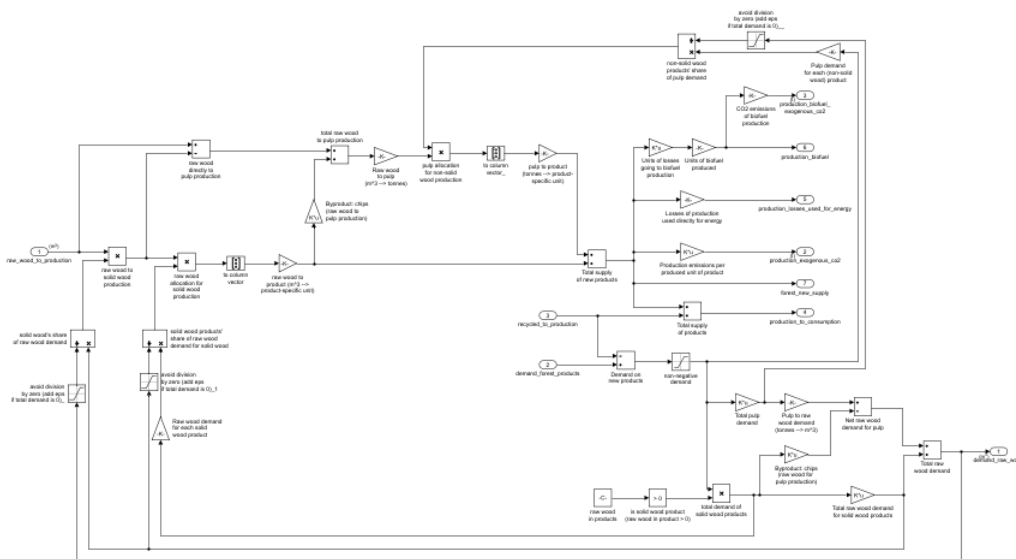 avoid division
by zero (add eps
if total demand is 0)__
-K-
Pulp demand
for each (non-solid
wood) product
non-solid wood
products' share
of pulp demand
-K-
CO2 emissions
of biofuel
production
3
production_biofuel_
exogenous_co2
total raw wood
to pulp production
raw wood
directly to
pulp production
-K-
Raw wood
to pulp
(m^3 --> tonnes)
pulp allocation
for non-solid
wood production
to column
vector_
-K-
pulp to product
(tonnes --> product-
specific unit)
K*u
Units of losses
going to biofuel
production
-K-
Units of biofuel
produced
6
production_biofuel
K*u
Byproduct: chips
(raw wood to
pulp production)
-K-
Losses of production
used directly for energy
5
production_losses_used_for_energy
1
(m³)
raw_wood_to_production
raw wood to
solid wood
production
raw wood
allocation for
solid wood
production
to column
vector
-K-
raw wood to
product (m^3 -->
product-specific unit)
Total supply
of new products
K*u
Production emissions per
produced unit of product
2
production_exogenous_co2
7
forest_new_supply
Total supply
of products
4
production_to_consumption
3
recycled_to_production
2
demand_forest_products
Demand on
new products
non-negative
demand
solid wood's share
of raw wood demand
solid wood products'
share of raw wood
demand for solid wood
avoid division
by zero (add eps
if total demand is 0)_
avoid division
by zero (add eps
if total demand is 0)_1
-K-
Raw wood demand
for each solid
wood product
K*u
Total pulp
demand
-K-
Pulp to raw
wood demand
(tonnes --> m^3)
Net raw wood
demand for pulp
K*u
Byproduct: chips
(raw wood for
pulp production)
Total raw
wood demand
1
-C-
raw wood
in products
> 0
is solid wood product
(raw wood in product > 0)
total demand of
solid wood products
K*u
Total raw wood demand
for solid wood products